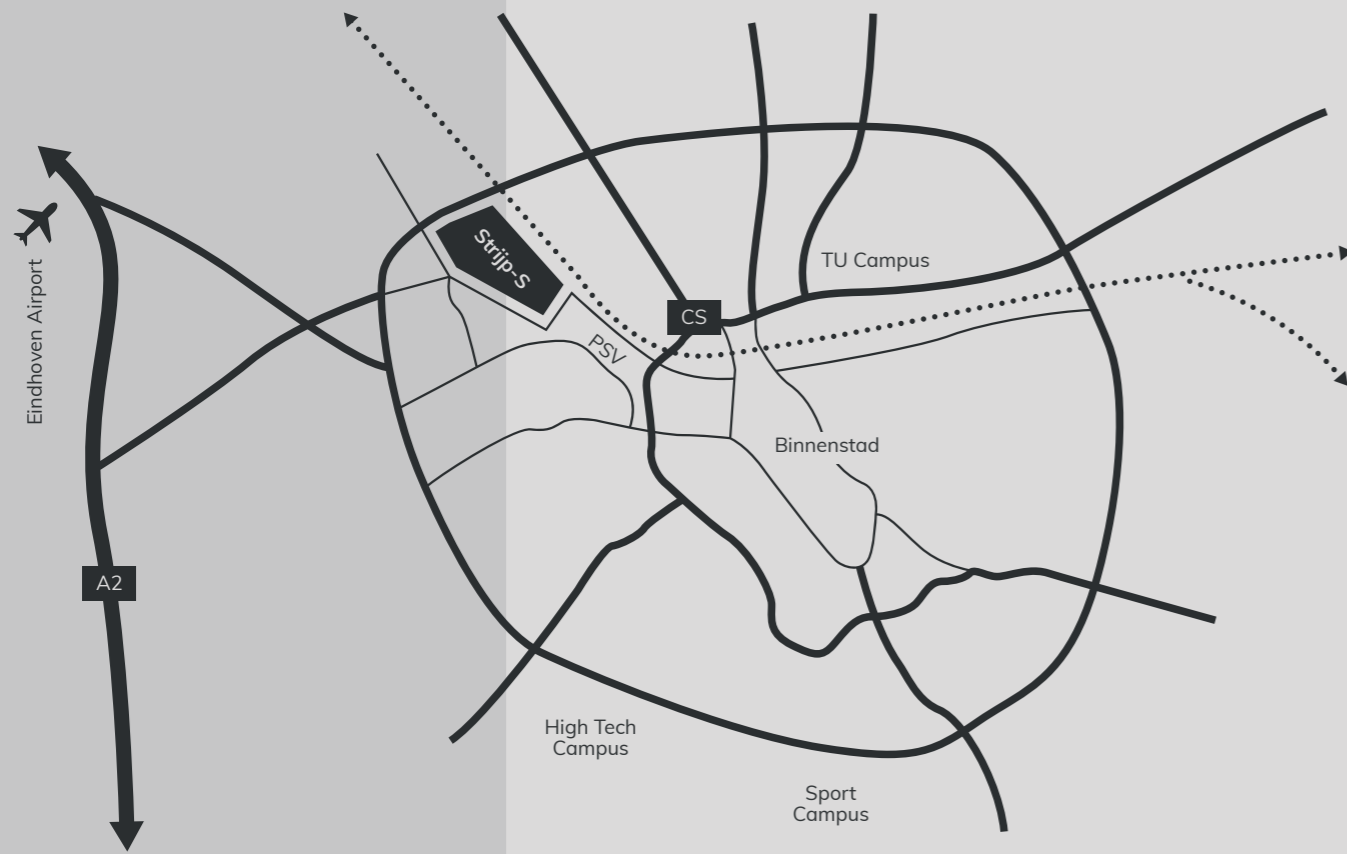 Strijp-S
Eindhoven Airport
TU Campus
CS
PSV
Binnenstad
A2
High Tech
Campus
Sport
Campus